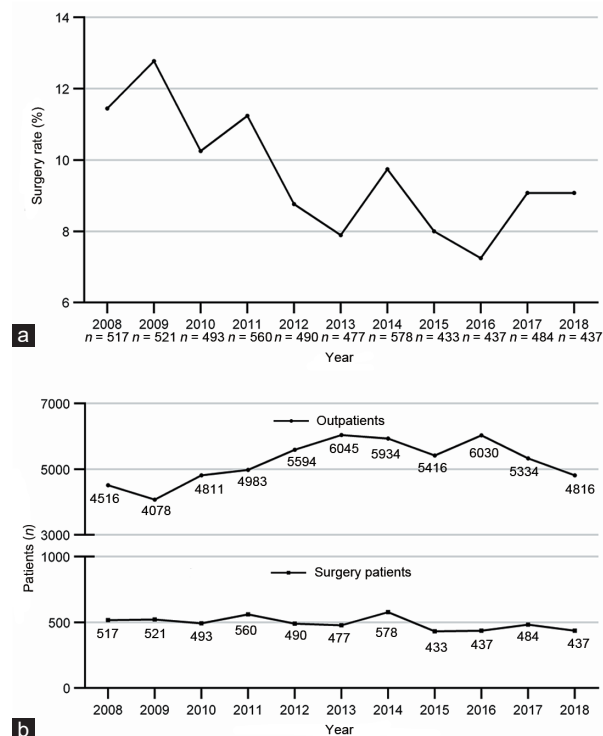 14
12
10
8
6
Surgery rate (%)
2008 2009 2010 2011 2012 2013 2014 2015 2016 2017 2018
n = 517 n = 521 n = 493 n = 560 n = 490 n = 477 n = 578 n = 433 n = 437 n = 484 n = 437
Year
a
7000
5000
3000
Outpatients
4516 4078 4811 4983 5594 6045 5934 5416 6030 5334 4816
Patients (n)
1000
500
0
Surgery patients
517 521 493 560 490 477 578 433 437 484 437
2008 2009 2010 2011 2012 2013 2014 2015 2016 2017 2018
Year
b